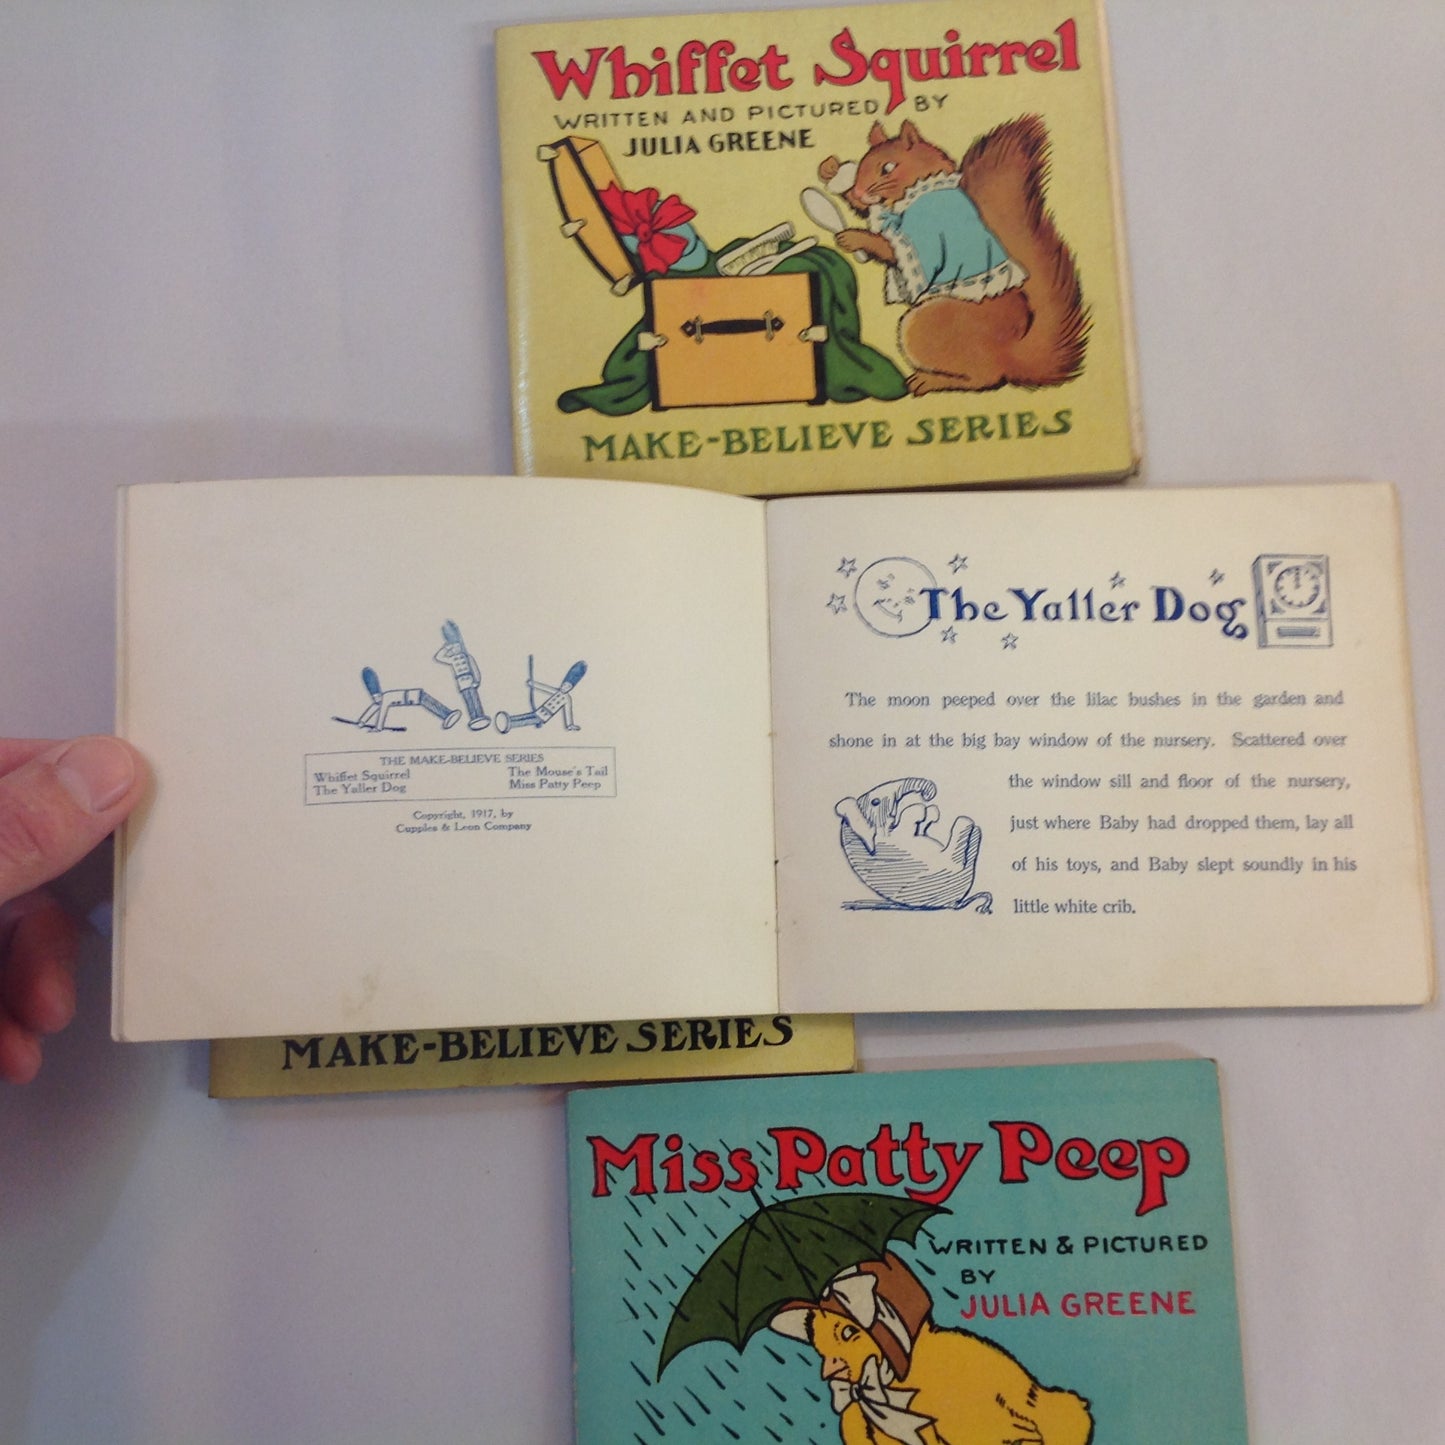 Whiffet Squirrel
WRITTEN AND PICTURED BY
JULIA GREENE
MAKE-BELIEVE SERIES
THE MAKE-BELIEVE SERIES
Whiffet Squirrel The Mouse's Tail
The Yaller Dog Miss Patty Peep
Copyright, 1917, by
Cupples & Leon Company
The Yaller Dog
The moon peeped over the lilac bushes in the garden and
shone in at the big bay window of the nursery. Scattered over
the window sill and floor of the nursery,
just where Baby had dropped them, lay all
of his toys, and Baby slept soundly in his
little white crib.
MAKE-BELIEVE SERIES
Miss Patty Peep
WRITTEN & PICTURED
BY
JULIA GREENE